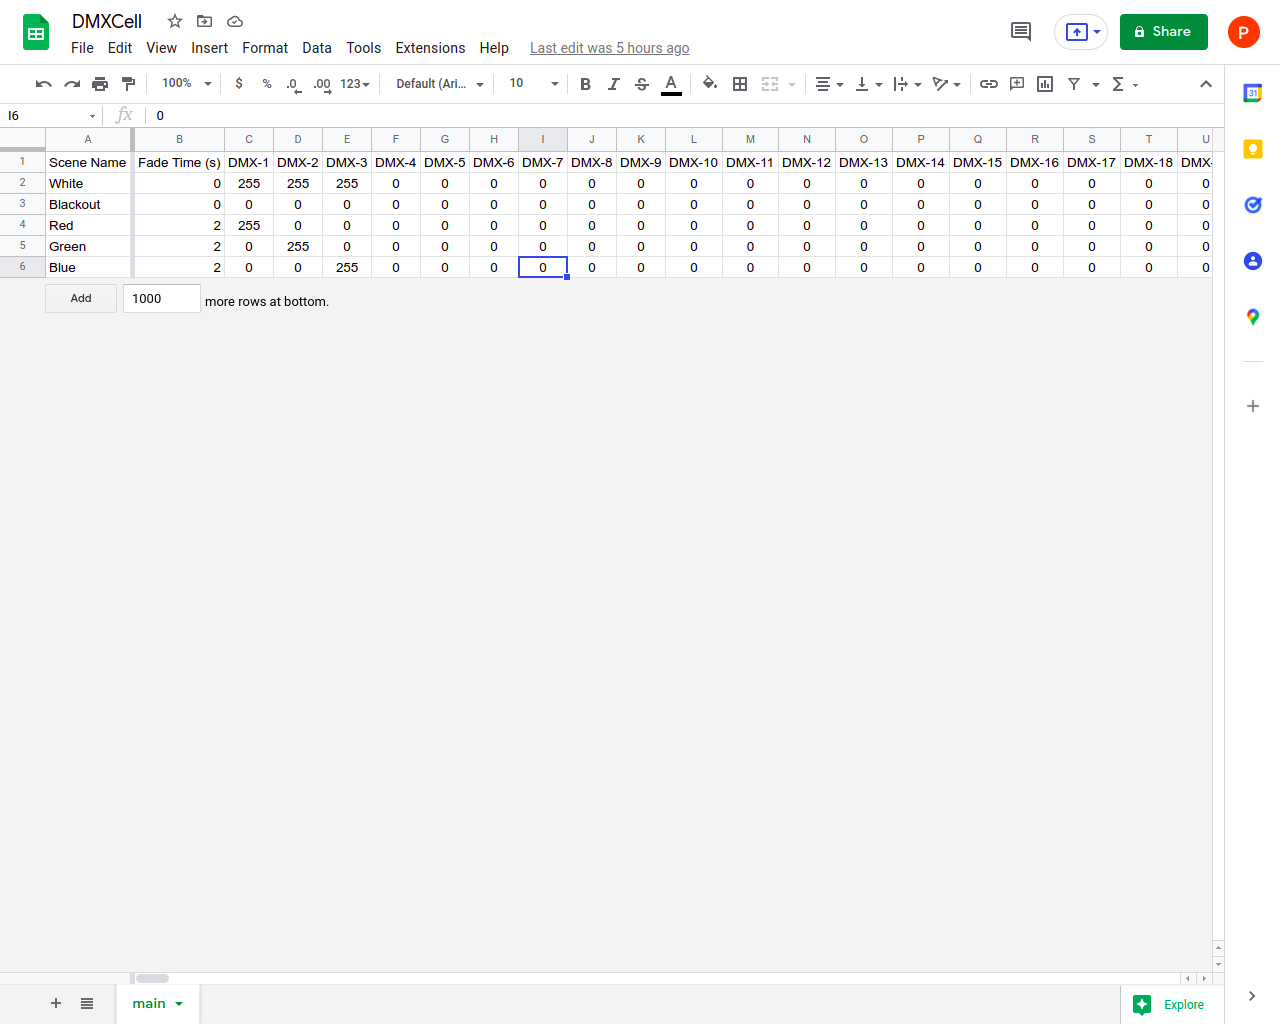 DMXCell
File Edit View Insert Format Data Tools Extensions Help Last edit was 5 hours ago
Share
P
100% $ % .0 .00 123 Default (Ari... 10 B I S A Σ
31
I6 fx 0
A B C D E F G H I J K L M N O P Q R S T U
1 Scene Name Fade Time (s) DMX-1 DMX-2 DMX-3 DMX-4 DMX-5 DMX-6 DMX-7 DMX-8 DMX-9 DMX-10 DMX-11 DMX-12 DMX-13 DMX-14 DMX-15 DMX-16 DMX-17 DMX-18 DMX-
2 White 0 255 255 255 0 0 0 0 0 0 0 0 0 0 0 0 0 0 0 0
3 Blackout 0 0 0 0 0 0 0 0 0 0 0 0 0 0 0 0 0 0 0 0
4 Red 2 255 0 0 0 0 0 0 0 0 0 0 0 0 0 0 0 0 0 0
5 Green 2 0 255 0 0 0 0 0 0 0 0 0 0 0 0 0 0 0 0 0
6 Blue 2 0 0 255 0 0 0 0 0 0 0 0 0 0 0 0 0 0 0 0
Add 1000 more rows at bottom.
main
Explore